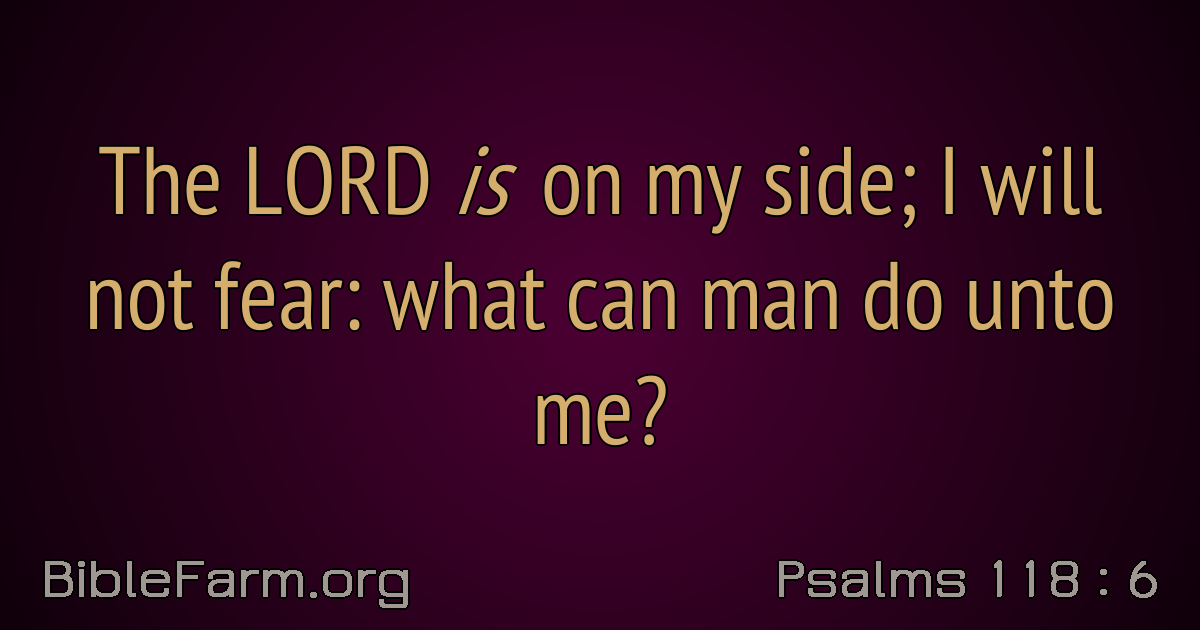 The LORD is on my side; I will
not fear: what can man do unto
me?
BibleFarm.org
Psalms 118 : 6